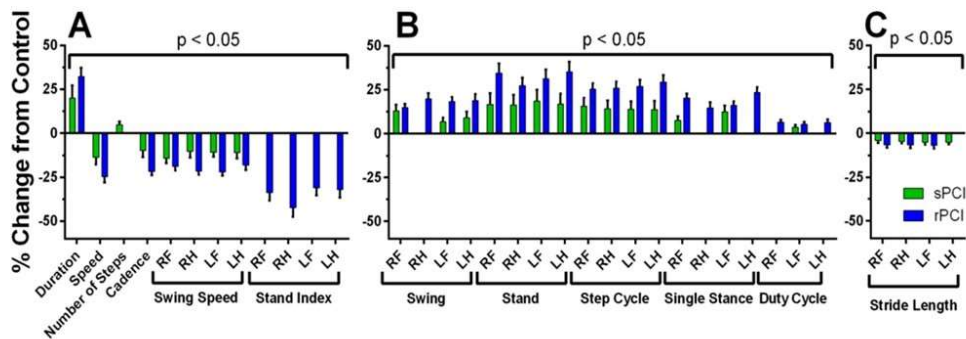 A
B
C
p < 0.05
p < 0.05
p < 0.05
% Change from Control
50
25
0
-25
-50
50
25
0
-25
-50
50
25
0
-25
-50
sPCI
rPCI
Duration
Speed
Number of Steps
Cadence
RF RH LF LH RF RH LF LH
Swing Speed Stand Index
RF RH LF LH RF RH LF LH RF RH LF LH RF RH LF LH RF LF LH
Swing Stand Step Cycle Single Stance Duty Cycle
RF RH LF LH
Stride Length